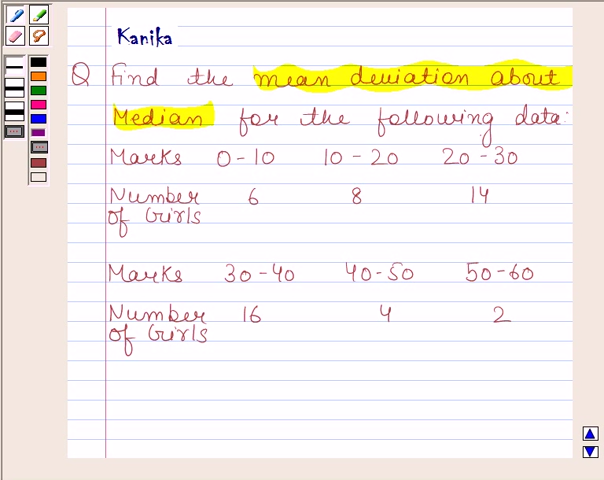 Kanika
Q Find the mean deviation about
Median for the following data:
Marks 0-10 10-20 20-30
Number of Girls 6 8 14
Marks 30-40 40-50 50-60
Number of Girls 16 4 2